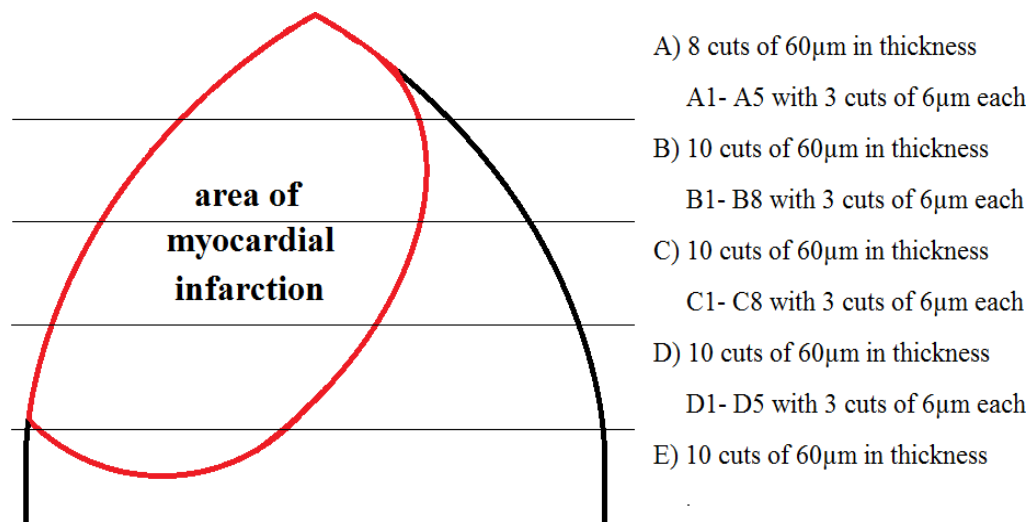 area of
myocardial
infarction
A) 8 cuts of 60µm in thickness
A1- A5 with 3 cuts of 6µm each
B) 10 cuts of 60µm in thickness
B1- B8 with 3 cuts of 6µm each
C) 10 cuts of 60µm in thickness
C1- C8 with 3 cuts of 6µm each
D) 10 cuts of 60µm in thickness
D1- D5 with 3 cuts of 6µm each
E) 10 cuts of 60µm in thickness
.